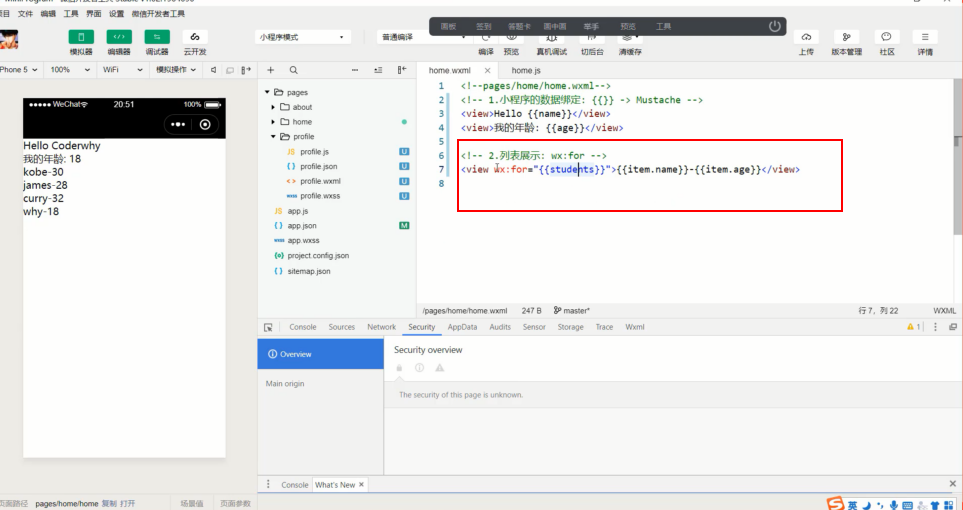 画板 签到 答题卡 画中画 举手 预览 工具
文件 编辑 工具 界面 设置 微信开发者工具
模拟器 编辑器 调试器 云开发
小程序模式 普通编译
编译 预览 真机调试 切后台 清缓存
上传 版本管理 社区 详情
Phone 5 100% WiFi 模拟操作
WeChat 20:51 100%
Hello Coderwhy
我的年龄: 18
kobe-30
james-28
curry-32
why-18
pages
about
home
profile
JS profile.js U
{ } profile.json U
<> profile.wxml U
wxss profile.wxss U
JS app.js
{ } app.json M
wxss app.wxss
{o} project.config.json
{ } sitemap.json
home.wxml × home.js
1 <!--pages/home/home.wxml-->
2 <!-- 1.小程序的数据绑定: {{}} -> Mustache -->
3 <view>Hello {{name}}</view>
4 <view>我的年龄: {{age}}</view>
5
6 <!-- 2.列表展示: wx:for -->
7 <view wx:for="{{students}}">{{item.name}}-{{item.age}}</view>
8
/pages/home/home.wxml 247 B master* 行 7，列 22 WXML
Console Sources Network Security AppData Audits Sensor Storage Trace Wxml 1
Overview
Main origin
Security overview
The security of this page is unknown.
Console What's New ×
页面路径 pages/home/home 复制 打开 场景值 页面参数
S 英